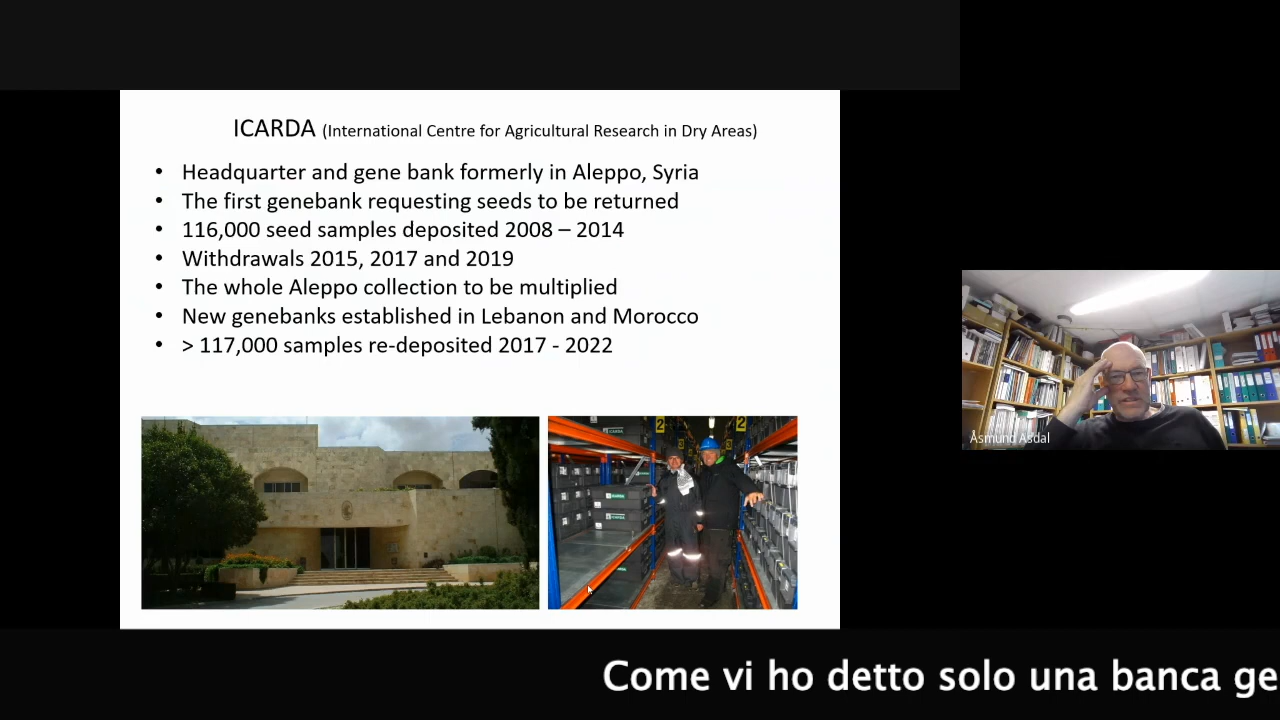 ICARDA (International Centre for Agricultural Research in Dry Areas)
• Headquarter and gene bank formerly in Aleppo, Syria
• The first genebank requesting seeds to be returned
• 116,000 seed samples deposited 2008 – 2014
• Withdrawals 2015, 2017 and 2019
• The whole Aleppo collection to be multiplied
• New genebanks established in Lebanon and Morocco
• > 117,000 samples re-deposited 2017 - 2022
2
2
Åsmund Asdal
Come vi ho detto solo una banca ge